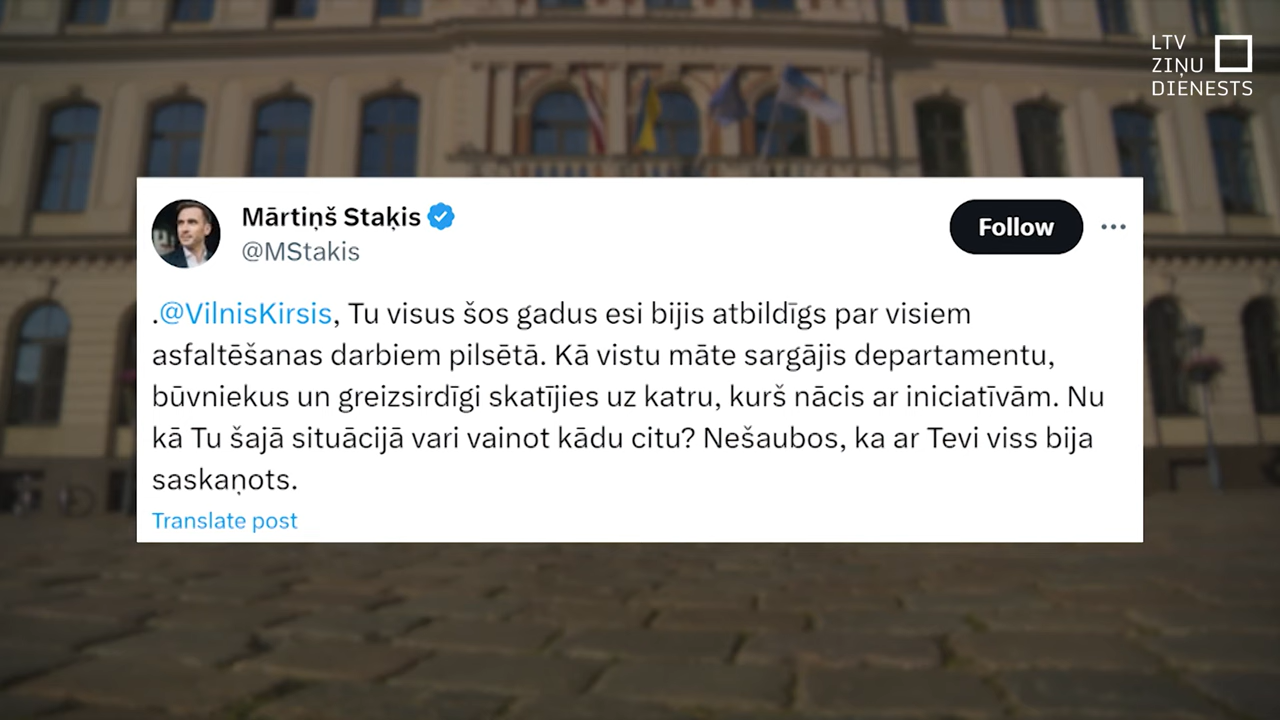 LTV
ZIŅU
DIENESTS
Mārtiņš Staķis
@MStakis
Follow
.@VilnisKirsis, Tu visus šos gadus esi bijis atbildīgs par visiem
asfaltēšanas darbiem pilsētā. Kā vistu māte sargājis departamentu,
būvniekus un greizsirdīgi skatījies uz katru, kurš nācis ar iniciatīvām. Nu
kā Tu šajā situācijā vari vainot kādu citu? Nešaubos, ka ar Tevi viss bija
saskaņots.
Translate post